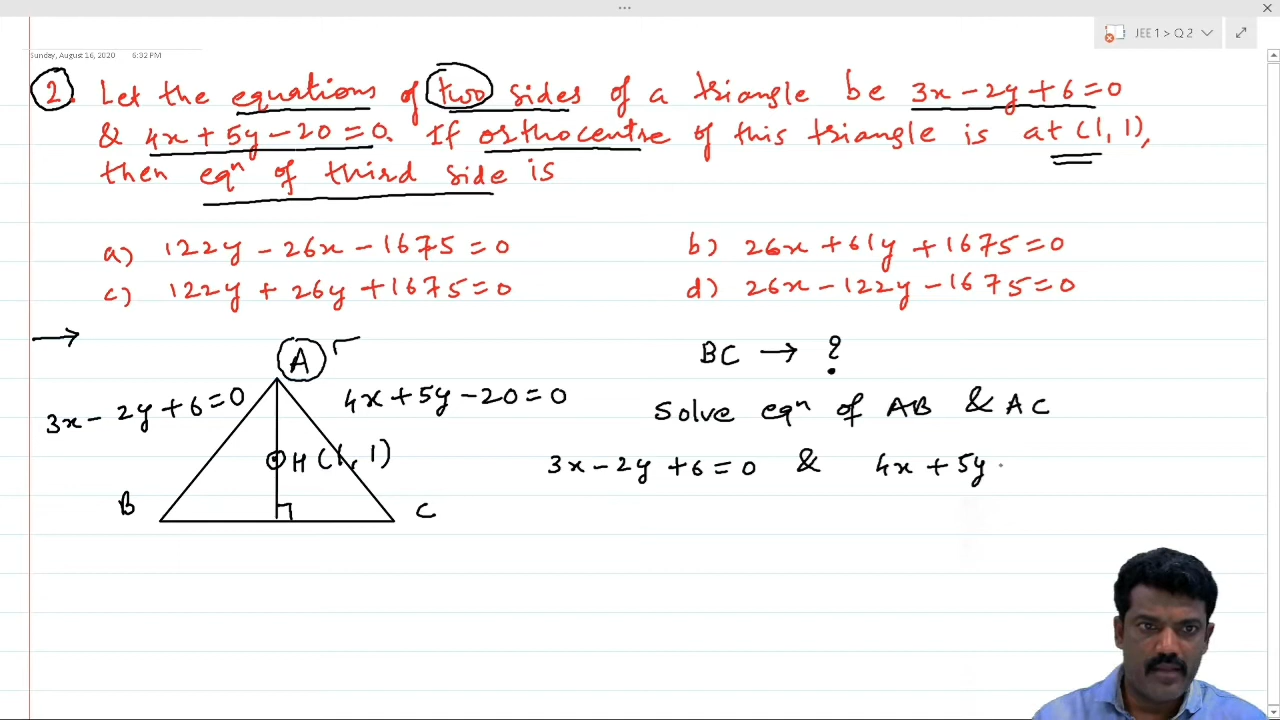 JEE 1 > Q.2
Sunday, August 16, 2020 6:32 PM
2. Let the equations of two sides of a triangle be 3x - 2y + 6 = 0
& 4x + 5y - 20 = 0. If orthocentre of this triangle is at (1, 1),
then eqⁿ of third side is
a) 122y - 26x - 1675 = 0 b) 26x + 61y + 1675 = 0
c) 122y + 26y + 1675 = 0 d) 26x - 122y - 1675 = 0
A BC → ?
3x - 2y + 6 = 0 4x + 5y - 20 = 0 Solve eqⁿ of AB & AC
H (1, 1) 3x - 2y + 6 = 0 & 4x + 5y
B C